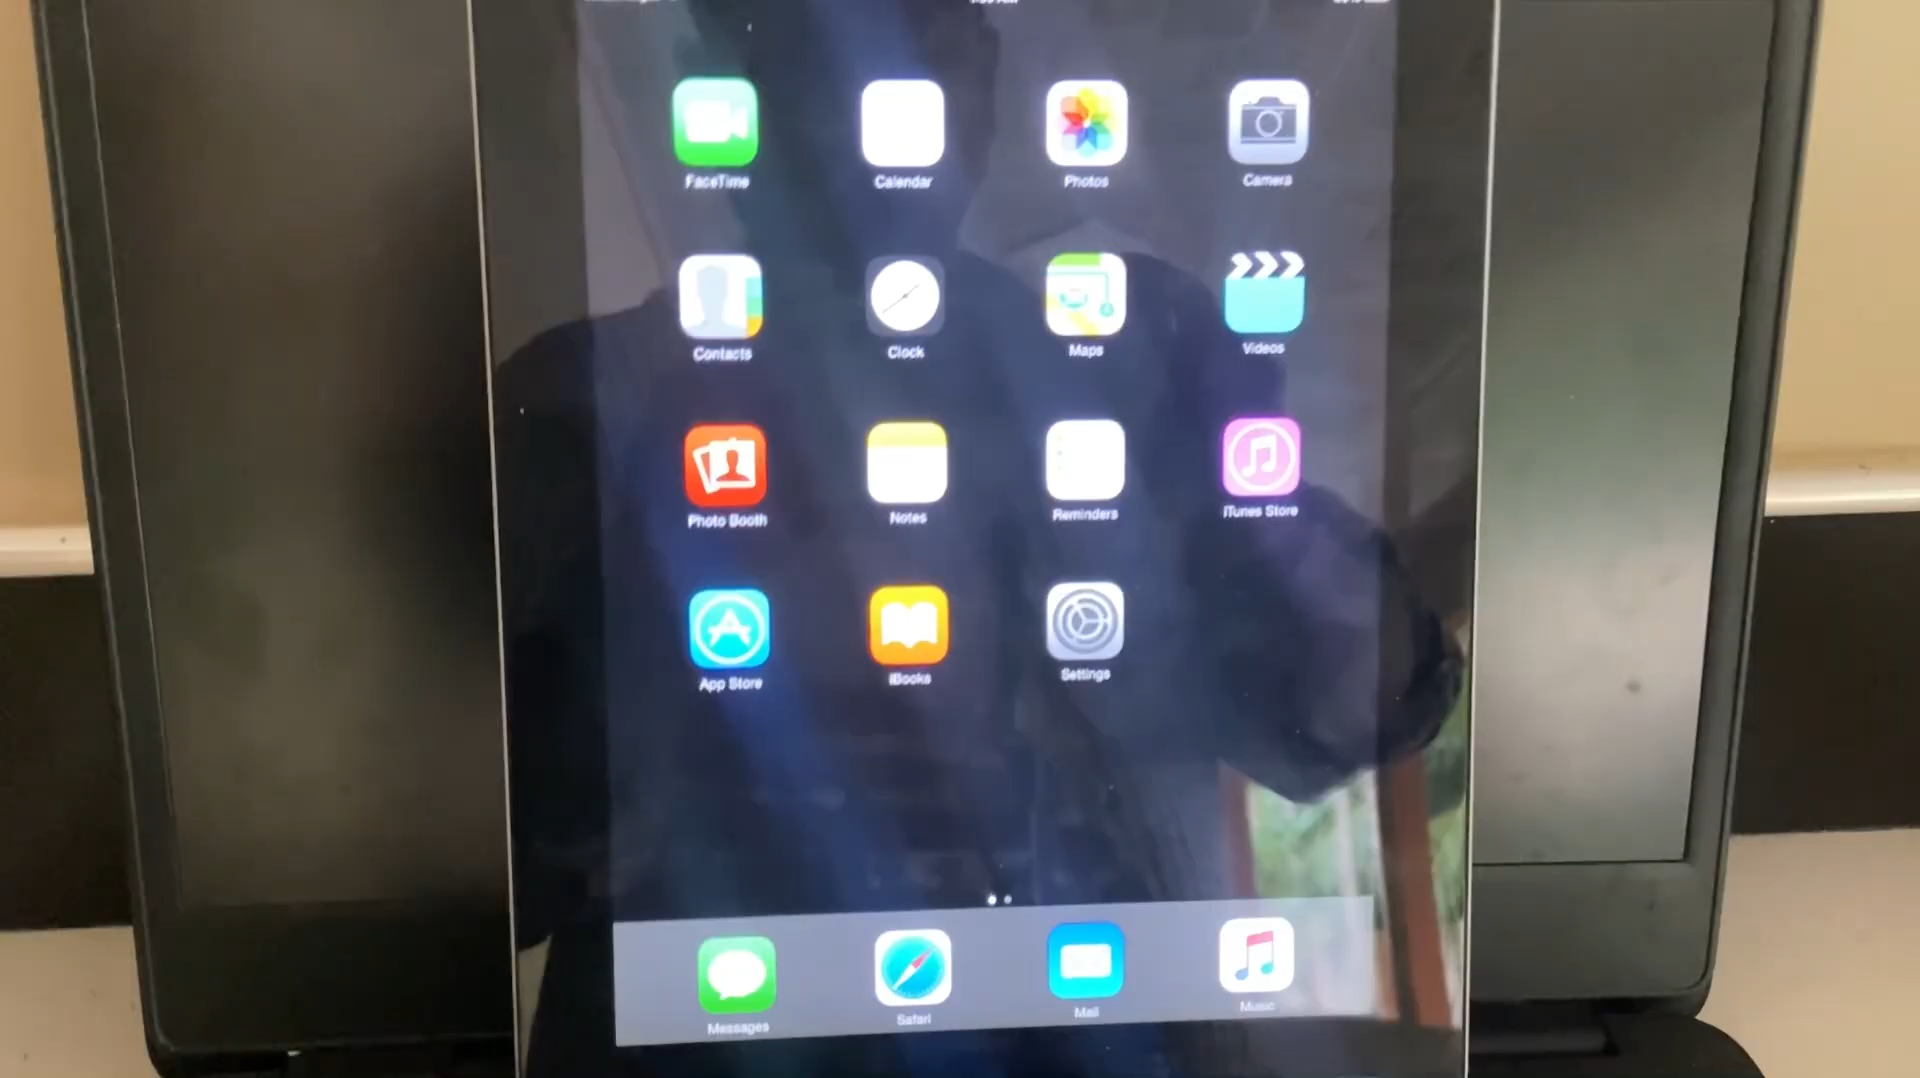 FaceTime Calendar Photos Camera
Contacts Clock Maps Videos
Photo Booth Notes Reminders iTunes Store
App Store iBooks Settings
Messages Safari Mail Music